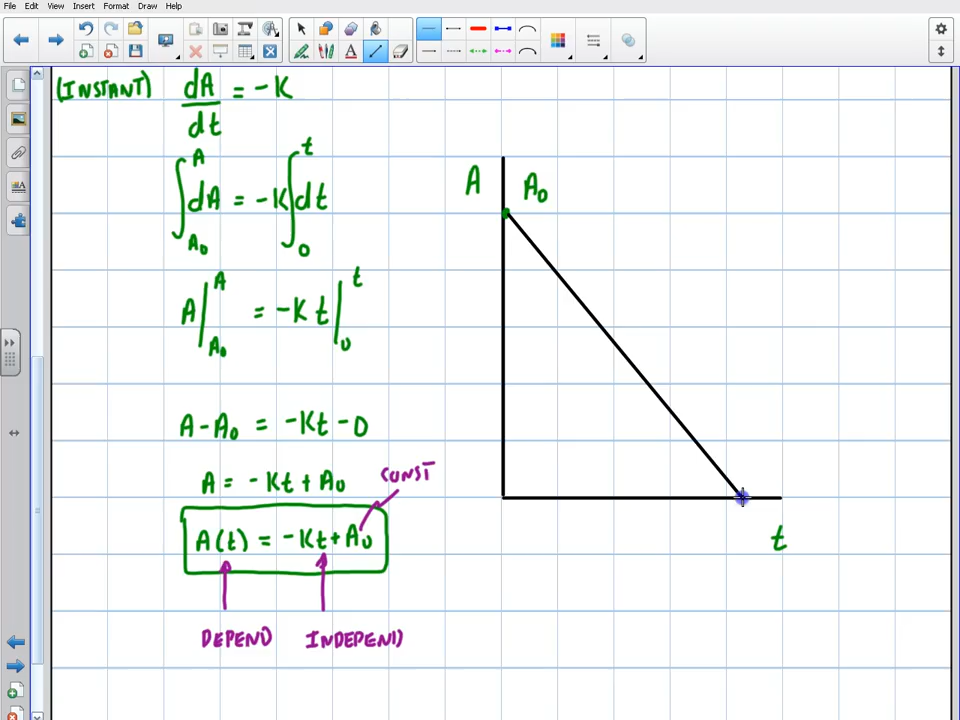 File Edit View Insert Format Draw Help
(INSTANT) dA/dt = -K
∫_{A₀}^{A} dA = -K ∫_{0}^{t} dt
A |_{A₀}^{A} = -K t |_{0}^{t}
A - A₀ = -Kt - 0
A = -Kt + A₀
CONST
A(t) = -Kt + A₀
DEPEND INDEPEND
A A₀
t